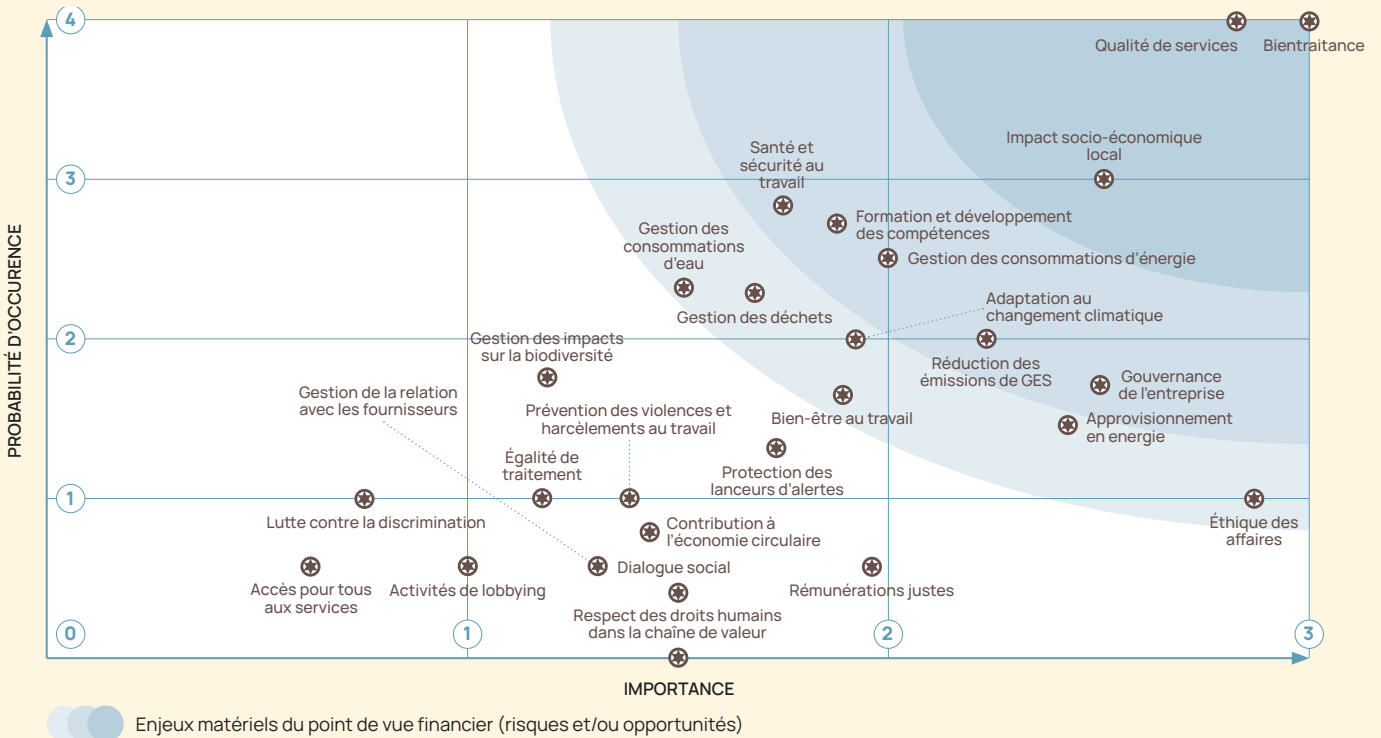 4
Qualité de services
Bientraitance
Impact socio-économique
local
Santé et
sécurité au
travail
3
Formation et développement
des compétences
Gestion des
consommations
d'eau
Gestion des consommations d'énergie
Adaptation au
changement climatique
Gestion des déchets
2
Gestion des impacts
sur la biodiversité
Réduction des
émissions de GES
Gouvernance
de l'entreprise
Gestion de la relation
avec les fournisseurs
Prévention des violences et
harcèlements au travail
Bien-être au travail
Approvisionnement
en energie
Égalité de
traitement
Protection des
lanceurs d'alertes
1
Lutte contre la discrimination
Contribution à
l'économie circulaire
Éthique des
affaires
Dialogue social
Accès pour tous
aux services
Activités de lobbying
Rémunérations justes
Respect des droits humains
dans la chaîne de valeur
0
1
2
3
PROBABILITÉ D'OCCURENCE
IMPORTANCE
Enjeux matériels du point de vue financier (risques et/ou opportunités)